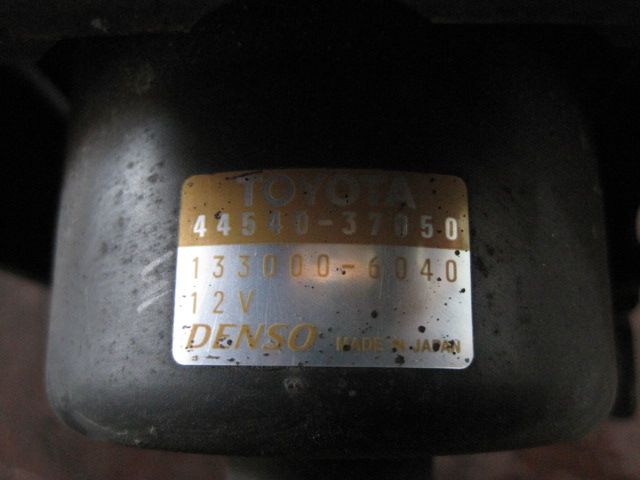 TOYOTA
44540-37050
133000-6040
12V
DENSO MADE IN JAPAN